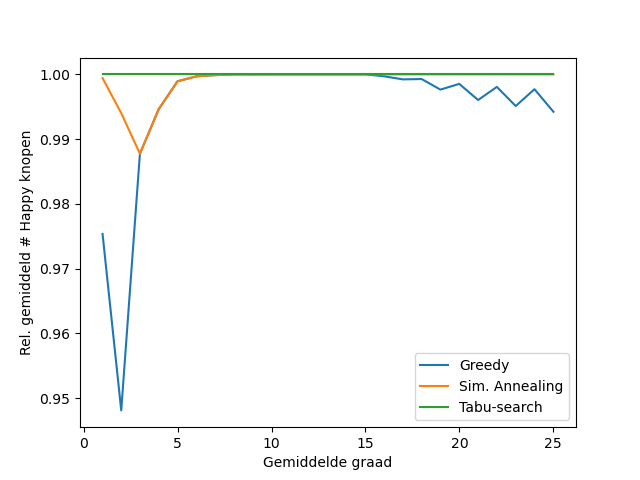 1.00
0.99
0.98
0.97
0.96
0.95
Rel. gemiddeld # Happy knopen
0 5 10 15 20 25
Gemiddelde graad
Greedy
Sim. Annealing
Tabu-search